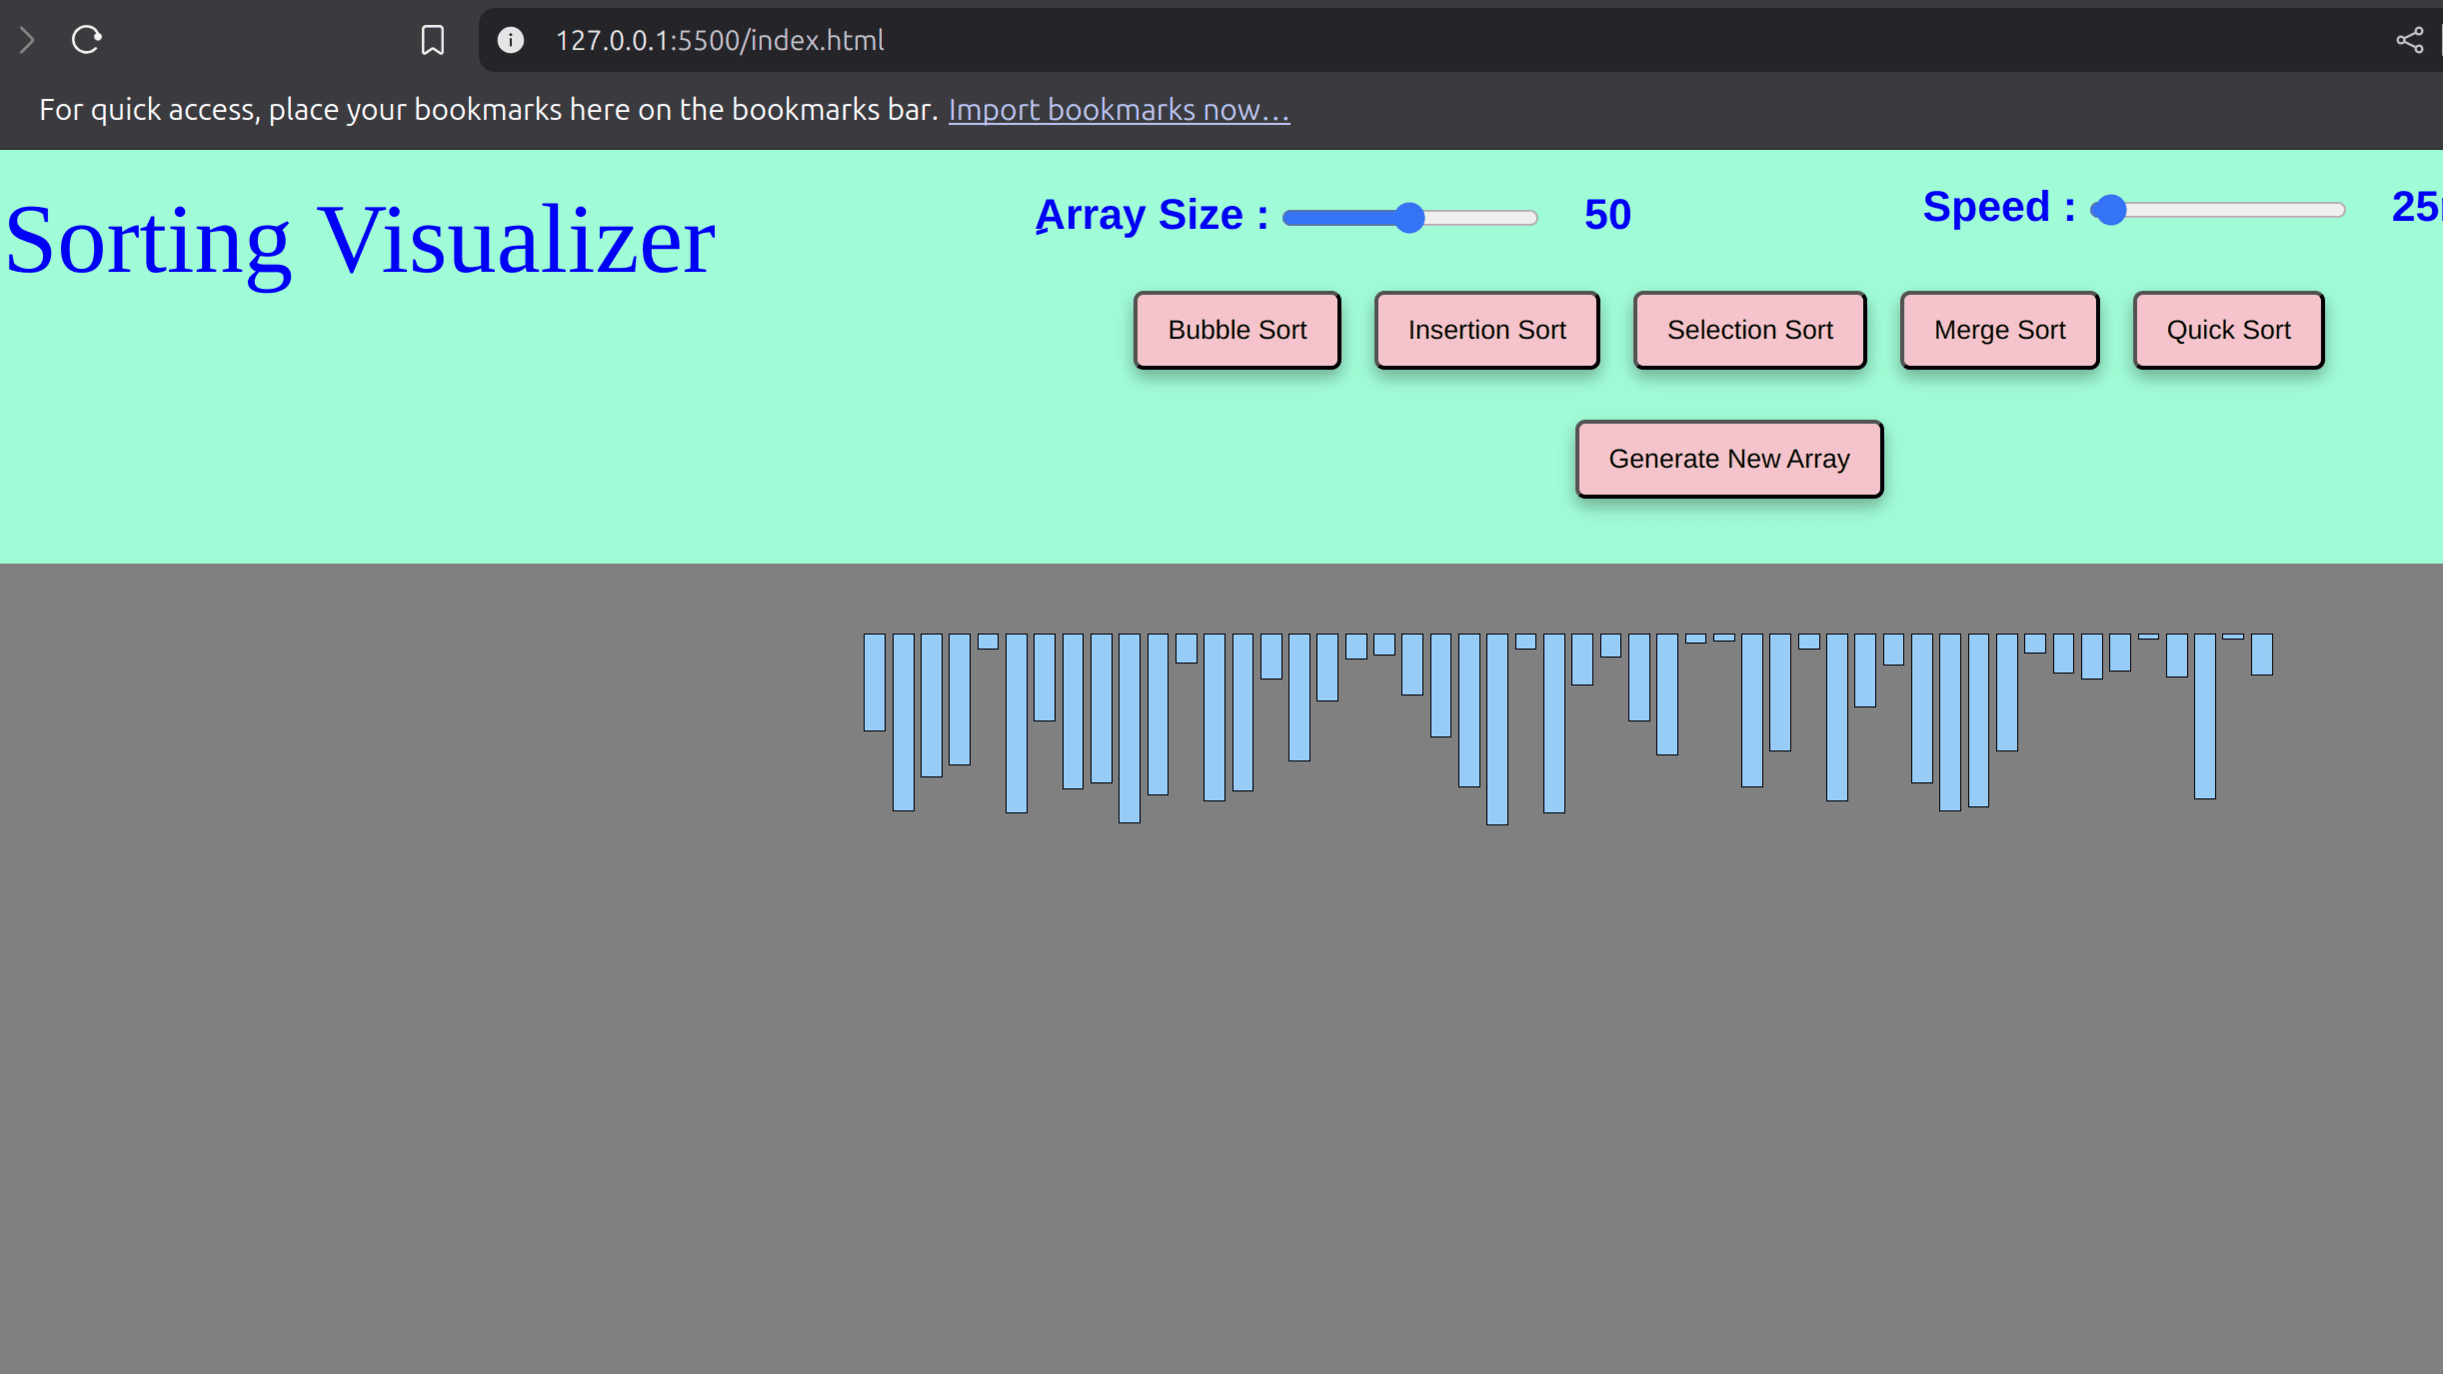 127.0.0.1:5500/index.html
For quick access, place your bookmarks here on the bookmarks bar. Import bookmarks now...
Sorting Visualizer
Array Size : 50
Speed : 25
Bubble Sort
Insertion Sort
Selection Sort
Merge Sort
Quick Sort
Generate New Array